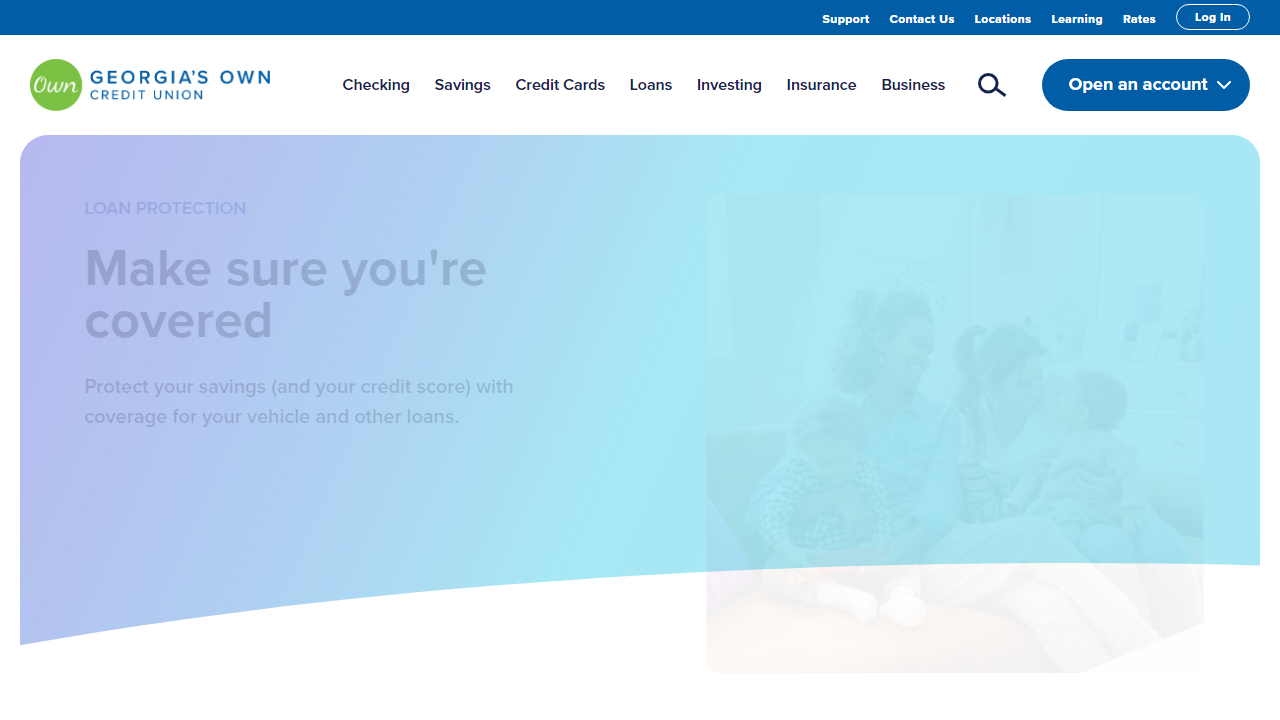 Support Contact Us Locations Learning Rates Log In
Own GEORGIA'S OWN
CREDIT UNION
Checking Savings Credit Cards Loans Investing Insurance Business Open an account
LOAN PROTECTION
Make sure you're
covered
Protect your savings (and your credit score) with
coverage for your vehicle and other loans.